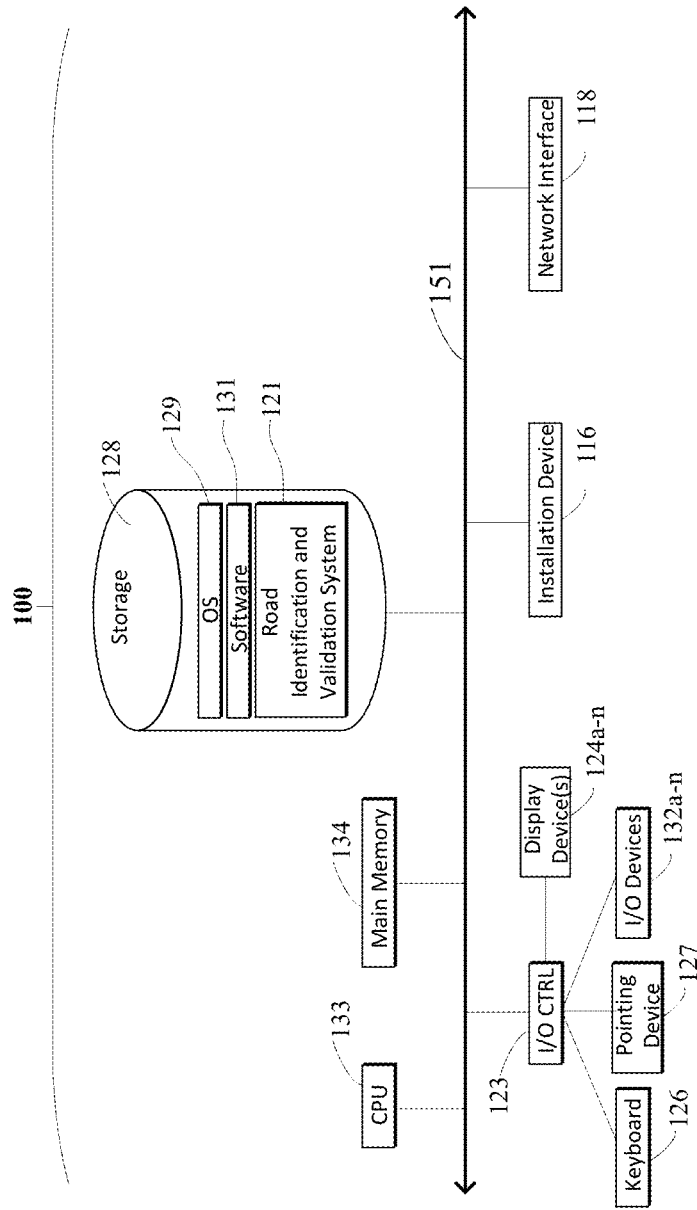 100
Storage
128
OS
129
Software
131
Road
Identification and
Validation System
121
CPU
133
Main Memory
134
151
I/O CTRL
123
Display
Device(s)
124a-n
Keyboard
126
Pointing
Device
127
I/O Devices
132a-n
Installation Device
116
Network Interface
118